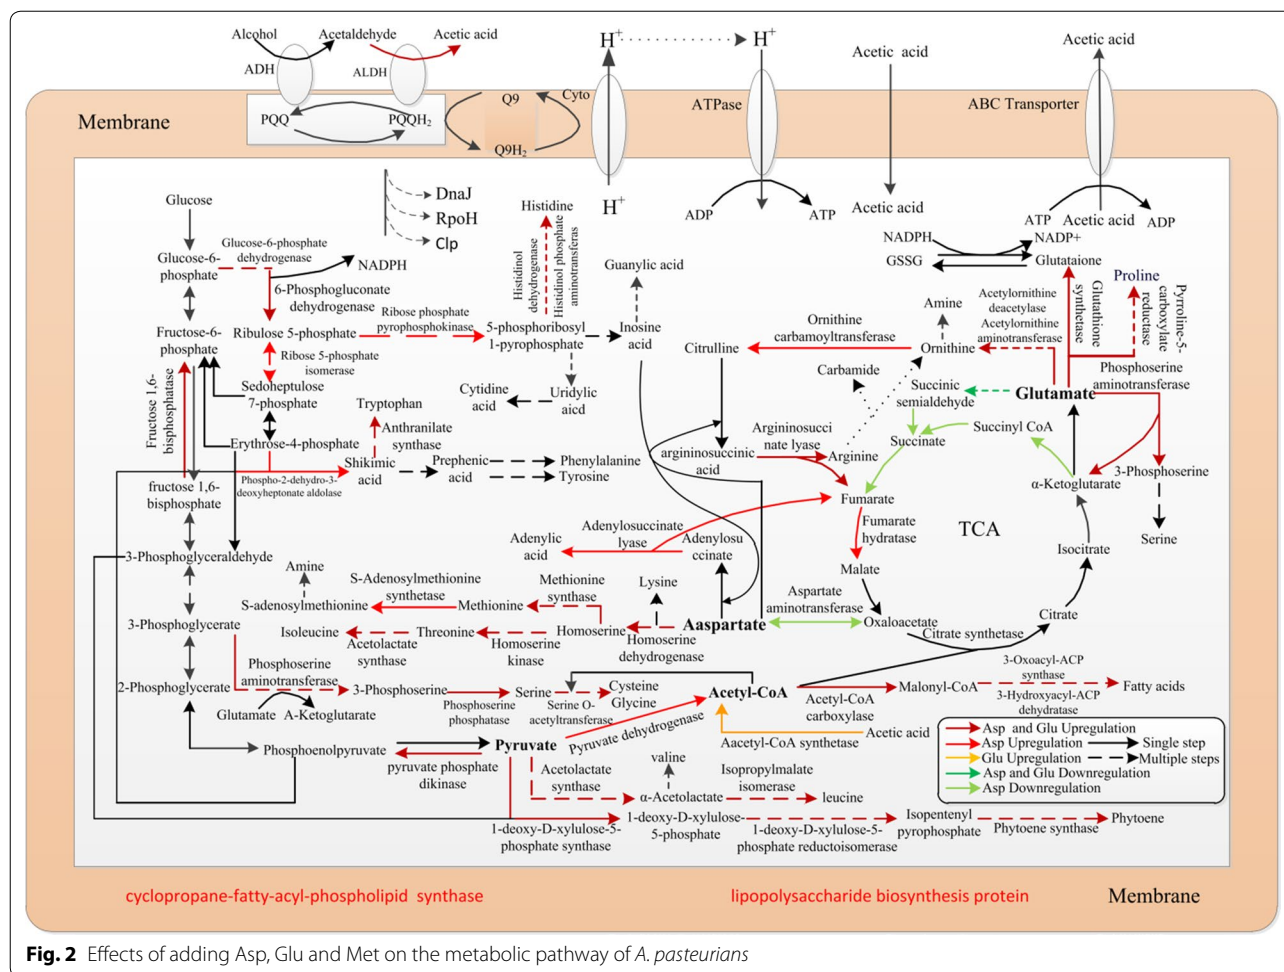 Alcohol
Acetaldehyde
Acetic acid
ADH
ALDH
PQQ
PQQH2
Q9
Q9H2
Cyto
H+
H+
H+
ATPase
ADP
ATP
Acetic acid
Acetic acid
Acetic acid
ABC Transporter
ATP
Acetic acid
ADP
Membrane
DnaJ
RpoH
Clp
Glucose
Glucose-6-
phosphate
Glucose-6-phosphate
dehydrogenase
NADPH
6-Phosphogluconate
dehydrogenase
Fructose-6-
phosphate
Ribulose 5-phosphate
Ribose phosphate
pyrophosphokinase
Ribose 5-phosphate
isomerase
Sedoheptulose
7-phosphate
Fructose 1,6-
bisphosphatase
Erythrose-4-phosphate
Tryptophan
Anthranilate
synthase
Phospho-2-dehydro-3-
deoxyheptonate aldolase
Shikimic
acid
Prephenic
acid
Phenylalanine
Tyrosine
Histidine
Histidinol
dehydrogenase
Histidinol phosphate
aminotransferas
5-phosphoribosyl
1-pyrophosphate
Guanylic acid
Inosine
acid
Cytidine
acid
Uridylic
aicd
NADPH
NADP+
GSSG
Glutataione
Proline
Glutathione
synthetase
Pyrroline-5-
carboxylate
reductase
Amine
Acetylornithine
deacetylase
Acetylornithine
aminotransferase
Ornithine
carbamoyltransferase
Citrulline
Ornithine
Carbamide
Phosphoserine
aminotransferase
Succinic
semialdehyde
Glutamate
Succinate
Succinyl CoA
Argininosucci
nate lyase
argininosuccinic
acid
Arginine
3-Phosphoserine
α-Ketoglutarate
Serine
Fumarate
Fumarate
hydratase
TCA
Isocitrate
Malate
Citrate
Oxaloacetate
Citrate synthetase
Aspartate
aminotransferase
fructose 1,6-
bisphosphate
3-Phosphoglyceraldehyde
Adenylic
acid
Adenylosuccinate
lyase
Adenylosu
ccinate
Amine
S-Adenosylmethionine
synthetase
Methionine
synthase
Lysine
S-adenosylmethionine
Methionine
3-Phosphoglycerate
Isoleucine
Acetolactate
synthase
Threonine
Homoserine
kinase
Homoserine
Homoserine
dehydrogenase
Aaspartate
Phosphoserine
aminotransferase
2-Phosphoglycerate
Glutamate
A-Ketoglutarate
3-Phosphoserine
Phosphoserine
phosphatase
Serine
Serine O-
acetyltransferase
Cysteine
Glycine
Acetyl-CoA
Acetyl-CoA
carboxylase
Malonyl-CoA
3-Oxoacyl-ACP
synthase
3-Hydroxyacyl-ACP
dehydratase
Fatty acids
Pyruvate dehydrogenase
Aacetyl-CoA synthetase
Acetic acid
Phosphoenolpyruvate
pyruvate phosphate
dikinase
Pyruvate
Acetolactate
synthase
valine
α-Acetolactate
Isopropylmalate
isomerase
leucine
1-deoxy-D-xylulose-5-
phosphate synthase
1-deoxy-D-xylulose-
5-phosphate
1-deoxy-D-xylulose-5-
phosphate reductoisomerase
Isopentenyl
pyrophosphate
Phytoene synthase
Phytoene
Asp and Glu Upregulation
Asp Upregulation
Single step
Glu Upregulation
Multiple steps
Asp and Glu Downregulation
Asp Downregulation
cyclopropane-fatty-acyl-phospholipid synthase
lipopolysaccharide biosynthesis protein
Membrane
Fig. 2 Effects of adding Asp, Glu and Met on the metabolic pathway of A. pasteurians